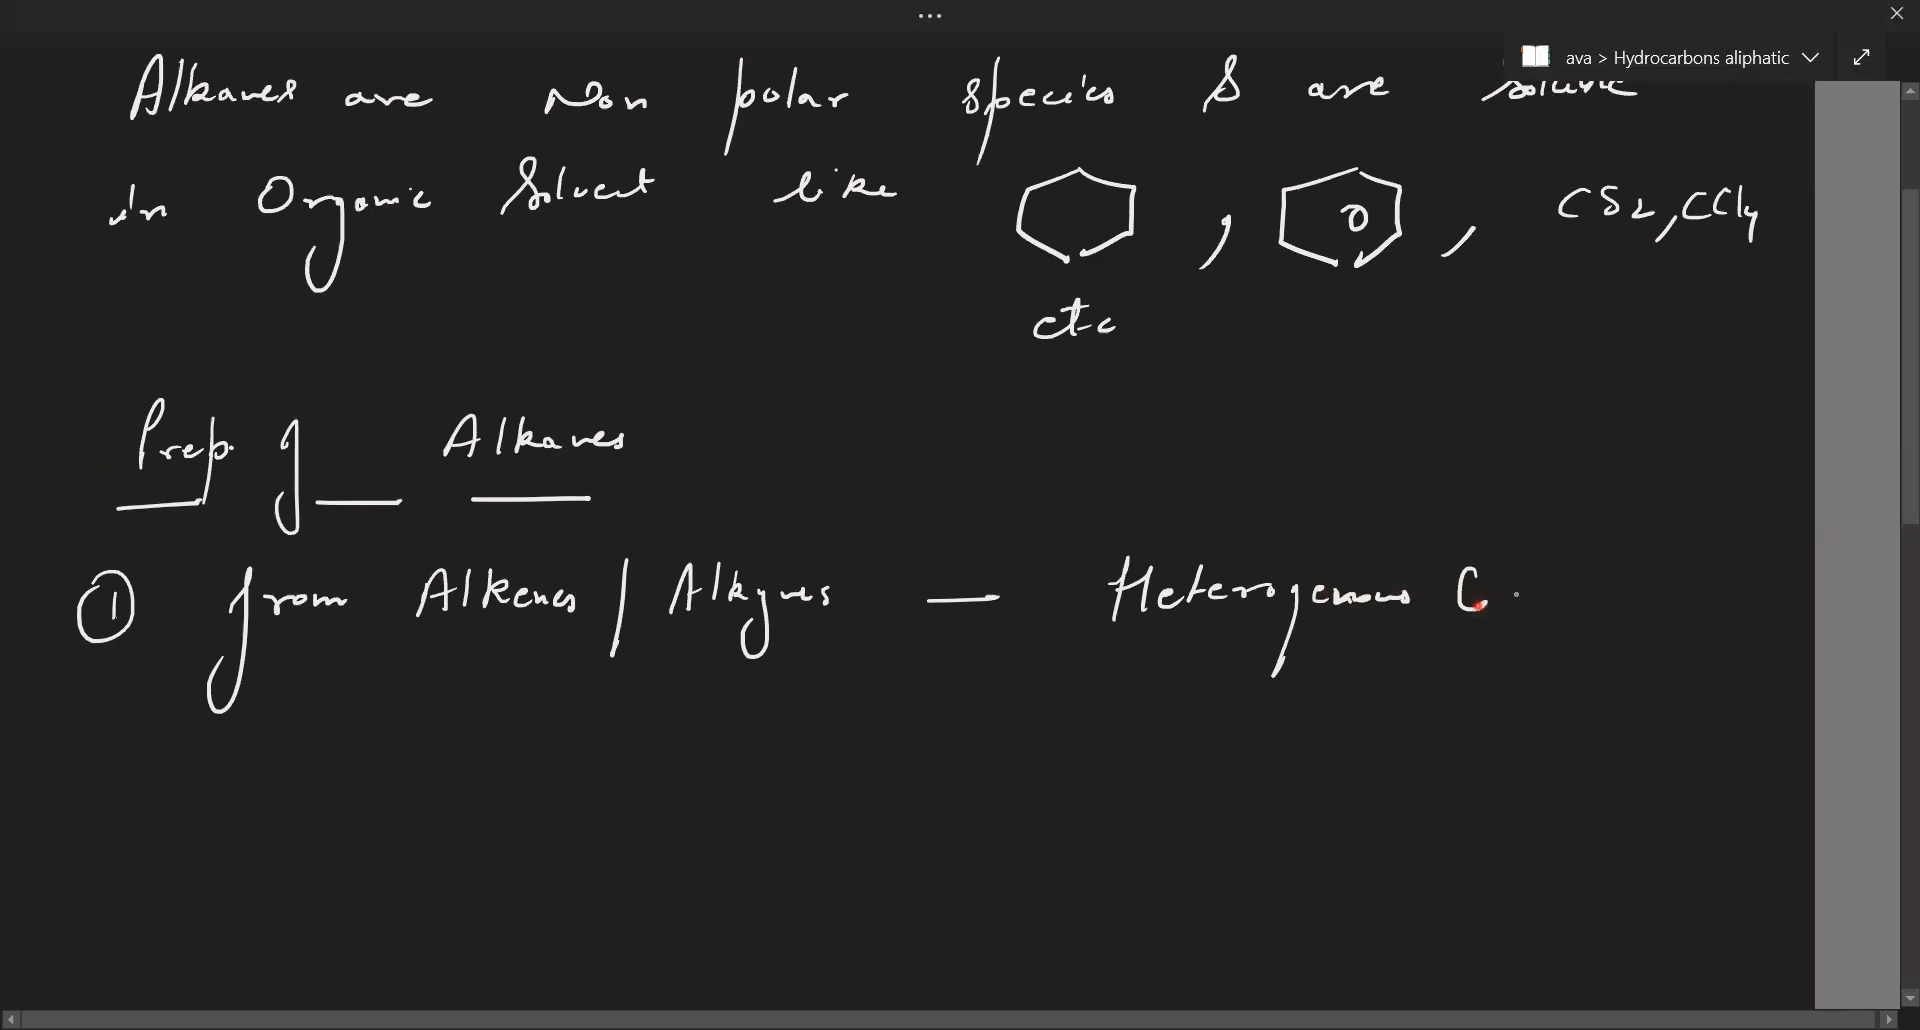 ...
ava > Hydrocarbons aliphatic
Alkanes are Non polar species & are soluble
in Organic Solvent like , , CS2, CCl4
etc
Prep. of Alkanes
① from Alkenes / Alkynes — Heterogenous C